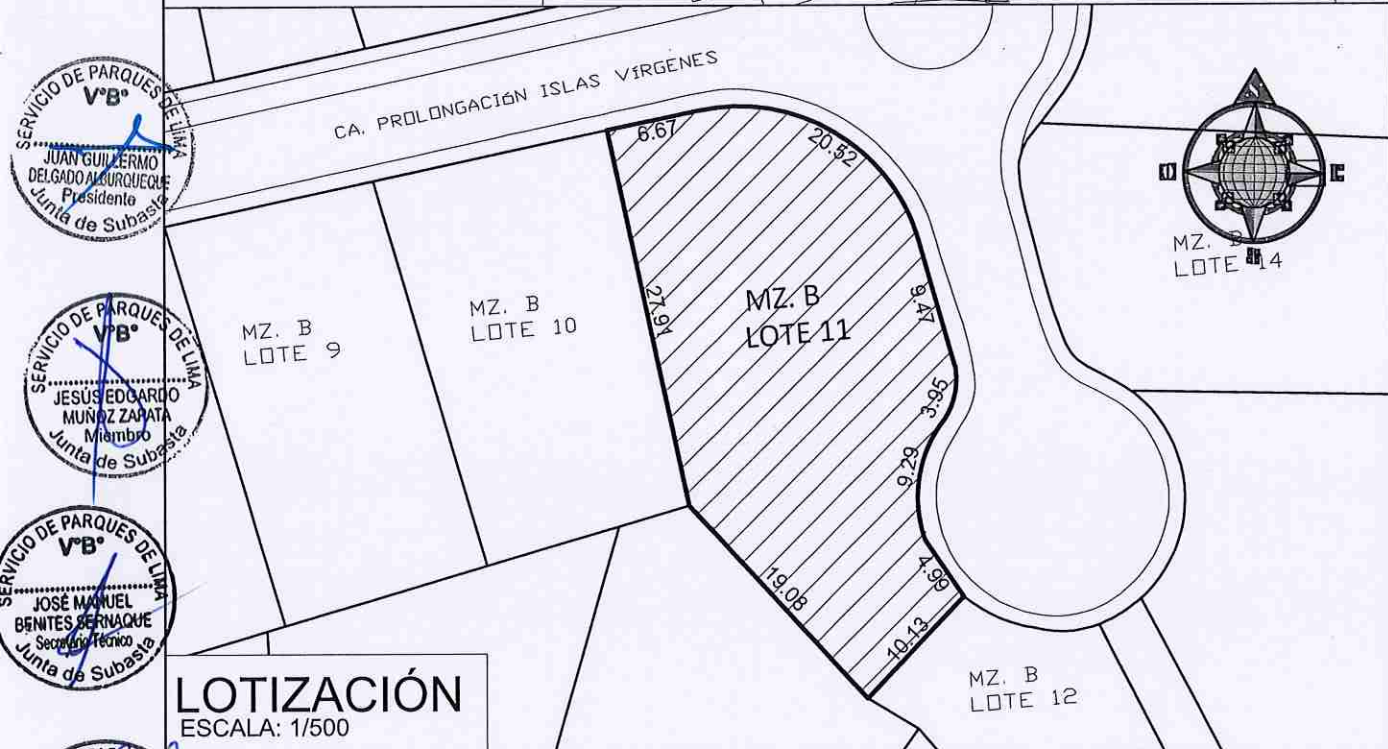 SERVICIO DE PARQUES DE LIMA
V°B°
JUAN GUILLERMO
DELGADO ALBURQUEQUE
Presidente
Junta de Subasta
SERVICIO DE PARQUES DE LIMA
V°B°
JESÚS EDGARDO
MUÑOZ ZAPATA
Miembro
Junta de Subasta
SERVICIO DE PARQUES DE LIMA
V°B°
JOSÉ MANUEL
BENITES SERNAQUE
Secretario Técnico
Junta de Subasta
CA. PROLONGACIóN ISLAS VíRGENES
6.67
20.52
27.91
9.47
3.95
9.29
4.99
19.08
10.13
MZ. B
LOTE 9
MZ. B
LOTE 10
MZ. B
LOTE 11
MZ. B
LOTE 14
MZ. B
LOTE 12
S
LOTIZACIÓN
ESCALA: 1/500